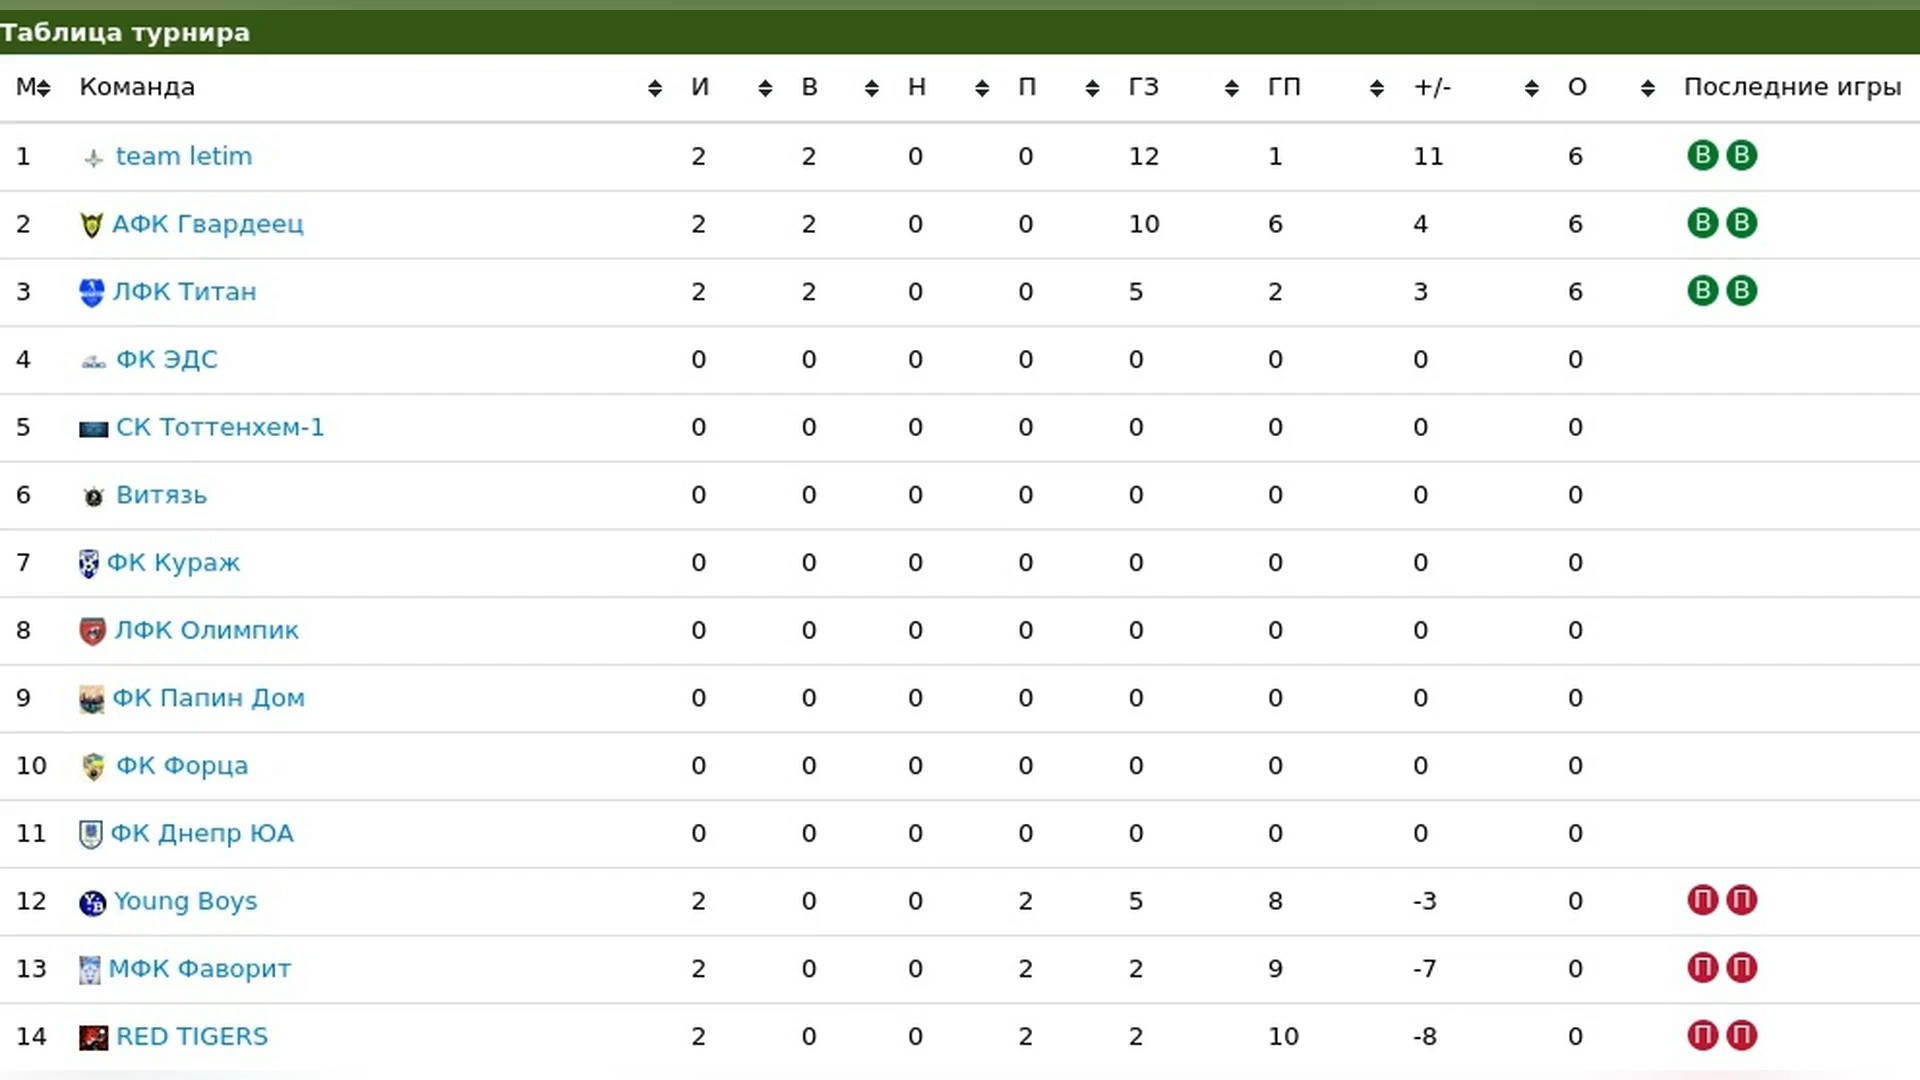 Таблица турнира
М Команда И В Н П ГЗ ГП +/- О Последние игры
1 team letim 2 2 0 0 12 1 11 6 В В
2 АФК Гвардеец 2 2 0 0 10 6 4 6 В В
3 ЛФК Титан 2 2 0 0 5 2 3 6 В В
4 ФК ЭДС 0 0 0 0 0 0 0 0
5 СК Тоттенхем-1 0 0 0 0 0 0 0 0
6 Витязь 0 0 0 0 0 0 0 0
7 ФК Кураж 0 0 0 0 0 0 0 0
8 ЛФК Олимпик 0 0 0 0 0 0 0 0
9 ФК Папин Дом 0 0 0 0 0 0 0 0
10 ФК Форца 0 0 0 0 0 0 0 0
11 ФК Днепр ЮА 0 0 0 0 0 0 0 0
12 Young Boys 2 0 0 2 5 8 -3 0 П П
13 МФК Фаворит 2 0 0 2 2 9 -7 0 П П
14 RED TIGERS 2 0 0 2 2 10 -8 0 П П